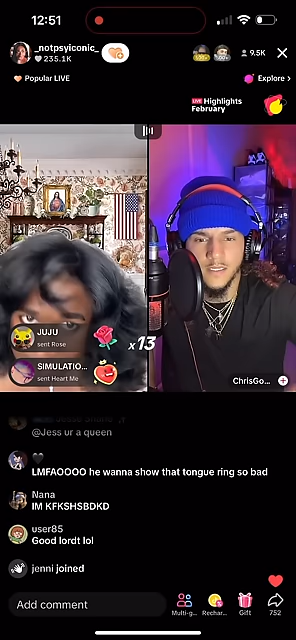 12:51
_notpsyiconic_
235.1K
9.5K
Popular LIVE
Explore >
LIVE Highlights
February
JUJU
sent Rose
x13
SIMULATIO...
sent Heart Me
ChrisGo...
@Jess ur a queen
LMFAOOOO he wanna show that tongue ring so bad
Nana
IM KFKSHSBDKD
user85
Good lordt lol
jenni joined
Add comment
Multi-g...
Rechar...
Gift
752